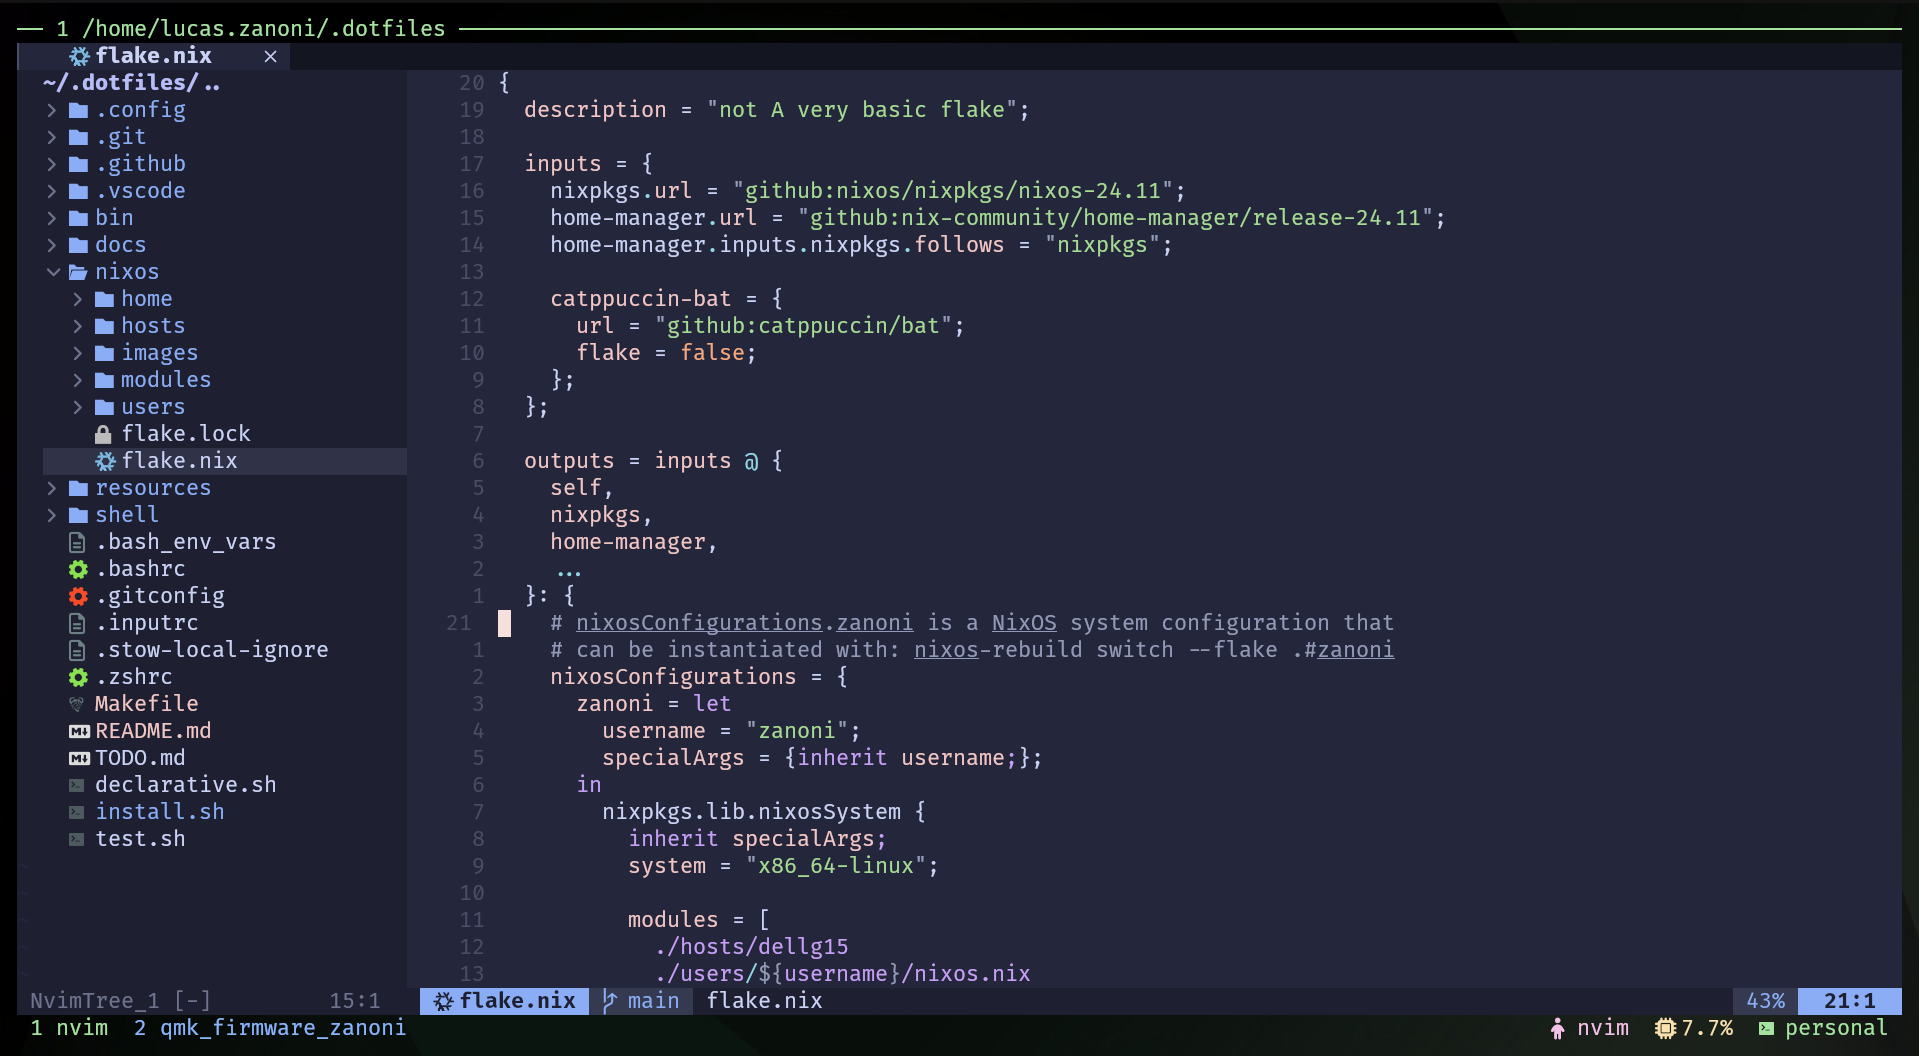 1 /home/lucas.zanoni/.dotfiles
flake.nix ×
~/.dotfiles/..
.config
.git
.github
.vscode
bin
docs
nixos
home
hosts
images
modules
users
flake.lock
flake.nix
resources
shell
.bash_env_vars
.bashrc
.gitconfig
.inputrc
.stow-local-ignore
.zshrc
Makefile
README.md
TODO.md
declarative.sh
install.sh
test.sh
20 {
19   description = "not A very basic flake";
18
17   inputs = {
16     nixpkgs.url = "github:nixos/nixpkgs/nixos-24.11";
15     home-manager.url = "github:nix-community/home-manager/release-24.11";
14     home-manager.inputs.nixpkgs.follows = "nixpkgs";
13
12     catppuccin-bat = {
11       url = "github:catppuccin/bat";
10       flake = false;
9     };
8   };
7
6   outputs = inputs @ {
5     self,
4     nixpkgs,
3     home-manager,
2     ...
1   }: {
21     # nixosConfigurations.zanoni is a NixOS system configuration that
1     # can be instantiated with: nixos-rebuild switch --flake .#zanoni
2     nixosConfigurations = {
3       zanoni = let
4         username = "zanoni";
5         specialArgs = {inherit username;};
6       in
7         nixpkgs.lib.nixosSystem {
8           inherit specialArgs;
9           system = "x86_64-linux";
10
11           modules = [
12             ./hosts/dellg15
13             ./users/${username}/nixos.nix
NvimTree_1 [-] 15:1 flake.nix main flake.nix 43% 21:1
1 nvim 2 qmk_firmware_zanoni nvim 7.7% personal